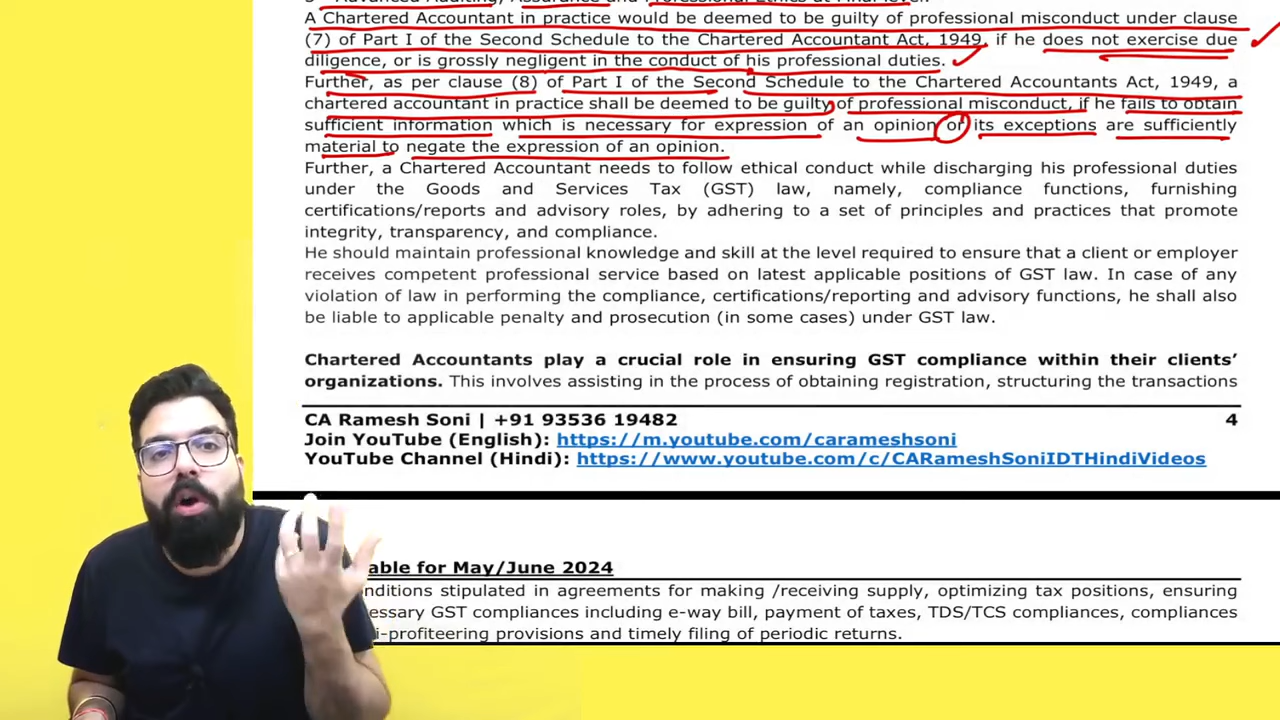 A Chartered Accountant in practice would be deemed to be guilty of professional misconduct under clause
(7) of Part I of the Second Schedule to the Chartered Accountant Act, 1949, if he does not exercise due
diligence, or is grossly negligent in the conduct of his professional duties.
Further, as per clause (8) of Part I of the Second Schedule to the Chartered Accountants Act, 1949, a
chartered accountant in practice shall be deemed to be guilty of professional misconduct, if he fails to obtain
sufficient information which is necessary for expression of an opinion or its exceptions are sufficiently
material to negate the expression of an opinion.
Further, a Chartered Accountant needs to follow ethical conduct while discharging his professional duties
under the Goods and Services Tax (GST) law, namely, compliance functions, furnishing
certifications/reports and advisory roles, by adhering to a set of principles and practices that promote
integrity, transparency, and compliance.
He should maintain professional knowledge and skill at the level required to ensure that a client or employer
receives competent professional service based on latest applicable positions of GST law. In case of any
violation of law in performing the compliance, certifications/reporting and advisory functions, he shall also
be liable to applicable penalty and prosecution (in some cases) under GST law.
Chartered Accountants play a crucial role in ensuring GST compliance within their clients’
organizations. This involves assisting in the process of obtaining registration, structuring the transactions
CA Ramesh Soni | +91 93536 19482 4
Join YouTube (English): https://m.youtube.com/carameshsoni
YouTube Channel (Hindi): https://www.youtube.com/c/CARameshSoniIDTHindiVideos
able for May/June 2024
nditions stipulated in agreements for making /receiving supply, optimizing tax positions, ensuring
essary GST compliances including e-way bill, payment of taxes, TDS/TCS compliances, compliances
i-profiteering provisions and timely filing of periodic returns.